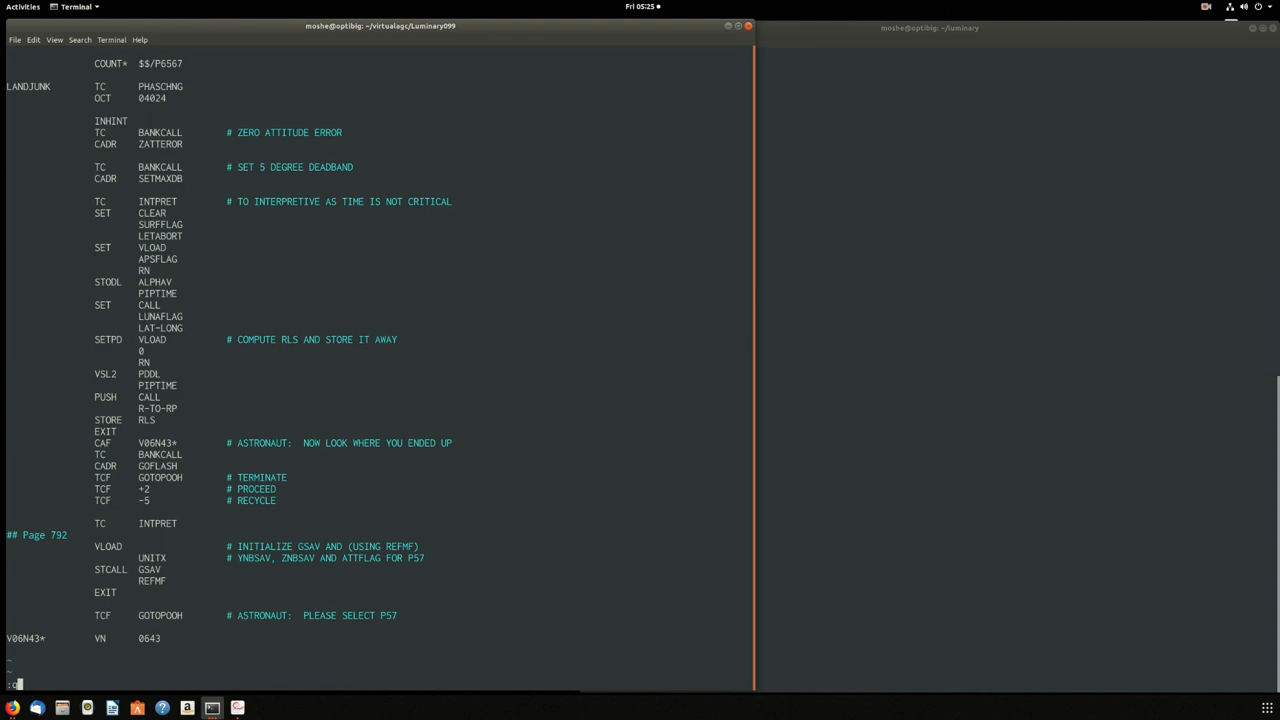 Activities Terminal Fri 05:25
moshe@optibig: ~/virtualagc/Luminary099
moshe@optibig: ~/luminary
File Edit View Search Terminal Help
COUNT* $$/P6567
LANDJUNK TC PHASCHNG
OCT 04024
INHINT
TC BANKCALL # ZERO ATTITUDE ERROR
CADR ZATTEROR
TC BANKCALL # SET 5 DEGREE DEADBAND
CADR SETMAXDB
TC INTPRET # TO INTERPRETIVE AS TIME IS NOT CRITICAL
SET CLEAR
SURFFLAG
LETABORT
SET VLOAD
APSFLAG
RN
STODL ALPHAV
PIPTIME
SET CALL
LUNAFLAG
LAT-LONG
SETPD VLOAD # COMPUTE RLS AND STORE IT AWAY
0
RN
VSL2 PDDL
PIPTIME
PUSH CALL
R-TO-RP
STORE RLS
EXIT
CAF V06N43* # ASTRONAUT: NOW LOOK WHERE YOU ENDED UP
TC BANKCALL
CADR GOFLASH
TCF GOTOPOOH # TERMINATE
TCF +2 # PROCEED
TCF -5 # RECYCLE
TC INTPRET
## Page 792
VLOAD # INITIALIZE GSAV AND (USING REFMF)
UNITX # YNBSAV, ZNBSAV AND ATTFLAG FOR P57
STCALL GSAV
REFMF
EXIT
TCF GOTOPOOH # ASTRONAUT: PLEASE SELECT P57
V06N43* VN 0643
~
~
:q